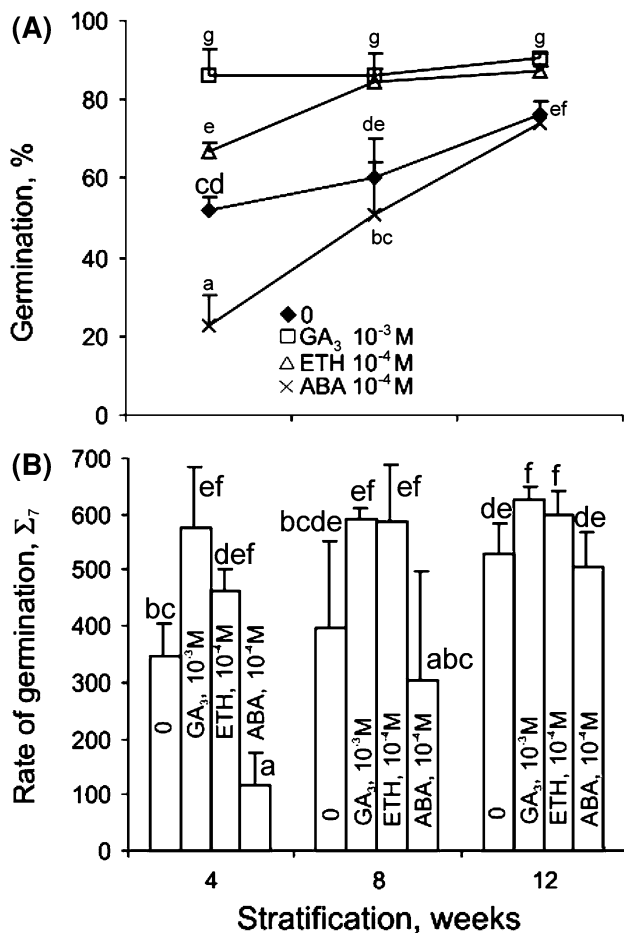 (A)
Germination, %
100
80
60
40
20
0
g
g
g
e
de
ef
cd
bc
a
0
GA₃ 10⁻³ M
ETH 10⁻⁴ M
ABA 10⁻⁴ M
(B)
Rate of germination, Σ₇
700
600
500
400
300
200
100
0
bc
ef
def
a
bcde
ef
ef
abc
de
f
f
de
0
GA₃, 10⁻³M
ETH, 10⁻⁴M
ABA, 10⁻⁴M
0
GA₃, 10⁻³M
ETH, 10⁻⁴M
ABA, 10⁻⁴M
0
GA₃, 10⁻³M
ETH, 10⁻⁴M
ABA, 10⁻⁴M
4
8
12
Stratification, weeks